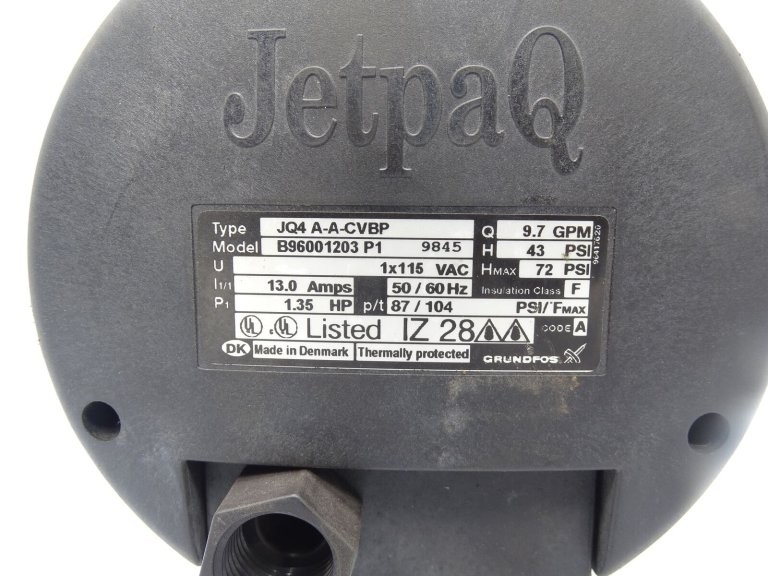 JetpaQ
Type JQ4 A-A-CVBP Q 9.7 GPM
Model B96001203 P1 9845 H 43 PSI
U 1x115 VAC HMAX 72 PSI
I1/1 13.0 Amps 50 / 60 Hz Insulation Class F
P1 1.35 HP p/t 87 / 104 PSI/°FMAX
UL UL Listed IZ 28 CODE A
DK Made in Denmark Thermally protected GRUNDFOS